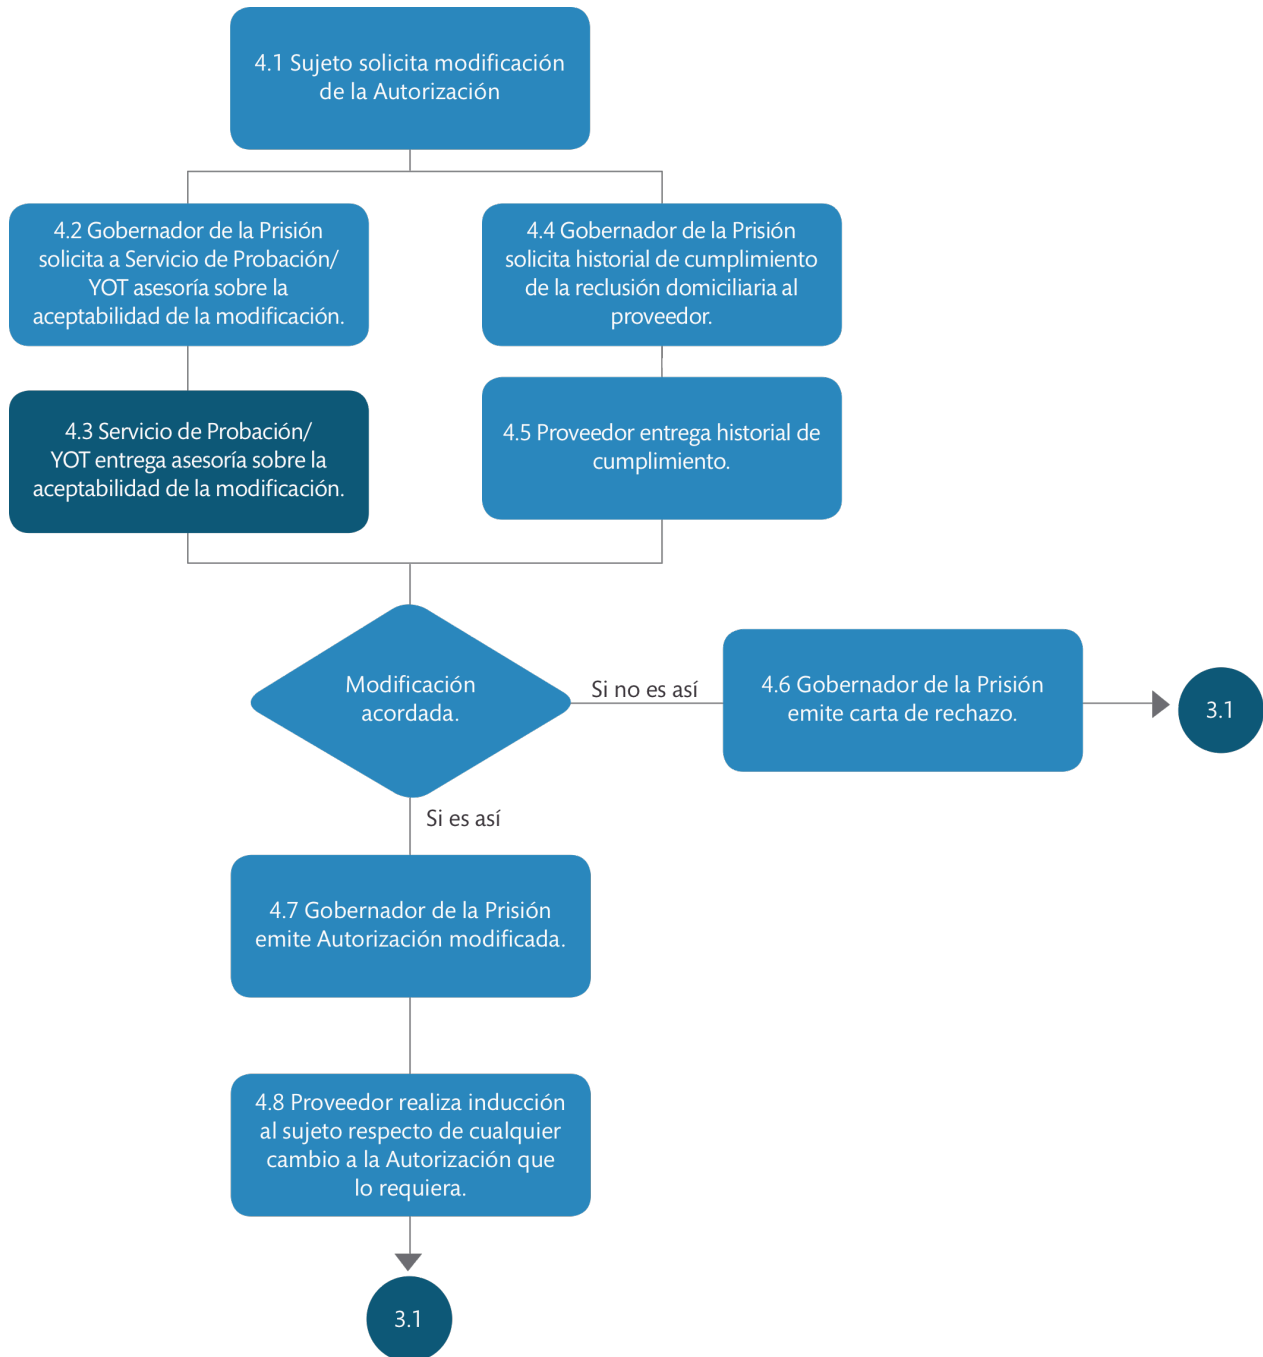 4.1 Sujeto solicita modificación
de la Autorización
4.2 Gobernador de la Prisión
solicita a Servicio de Probación/
YOT asesoría sobre la
aceptabilidad de la modificación.
4.4 Gobernador de la Prisión
solicita historial de cumplimiento
de la reclusión domiciliaria al
proveedor.
4.3 Servicio de Probación/
YOT entrega asesoría sobre la
aceptabilidad de la modificación.
4.5 Proveedor entrega historial de
cumplimiento.
Modificación
acordada.
Si no es así
4.6 Gobernador de la Prisión
emite carta de rechazo.
3.1
Si es así
4.7 Gobernador de la Prisión
emite Autorización modificada.
4.8 Proveedor realiza inducción
al sujeto respecto de cualquier
cambio a la Autorización que
lo requiera.
3.1